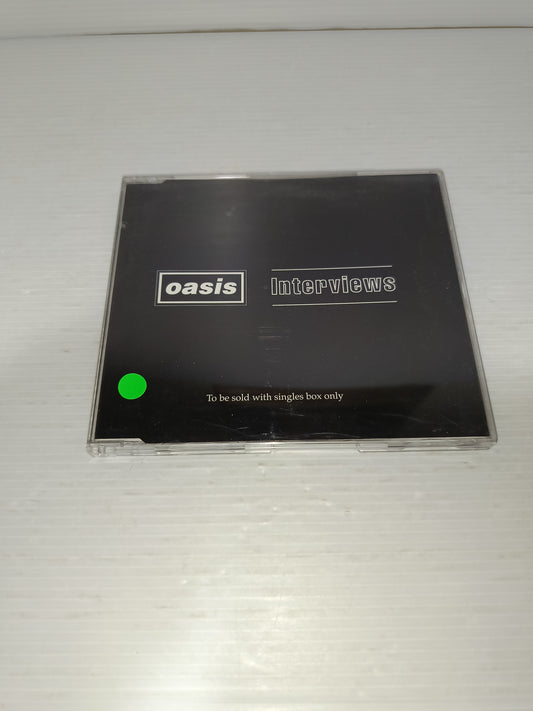 oasis Interviews
To be sold with singles box only